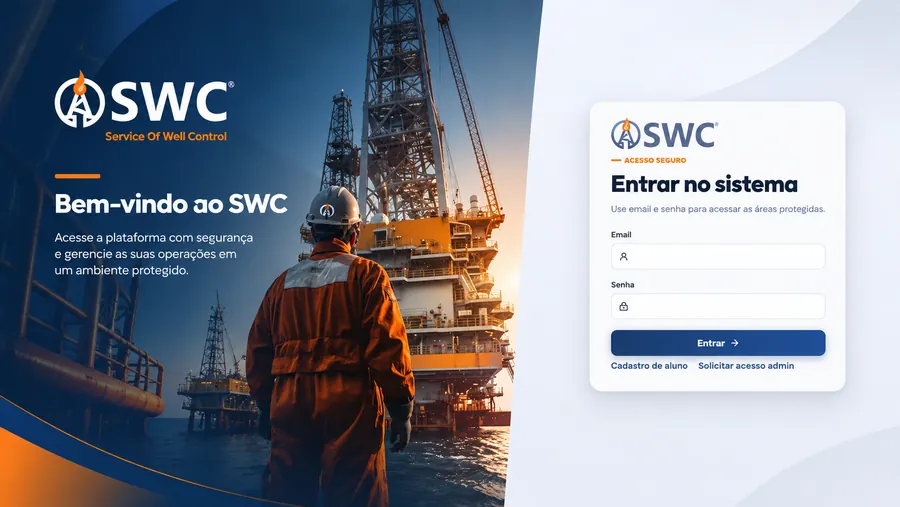 SWC®
Service Of Well Control
Bem-vindo ao SWC
Acesse a plataforma com segurança
e gerencie as suas operações em
um ambiente protegido.
SWC®
ACESSO SEGURO
Entrar no sistema
Use email e senha para acessar as áreas protegidas.
Email
Senha
Entrar →
Cadastro de aluno Solicitar acesso admin